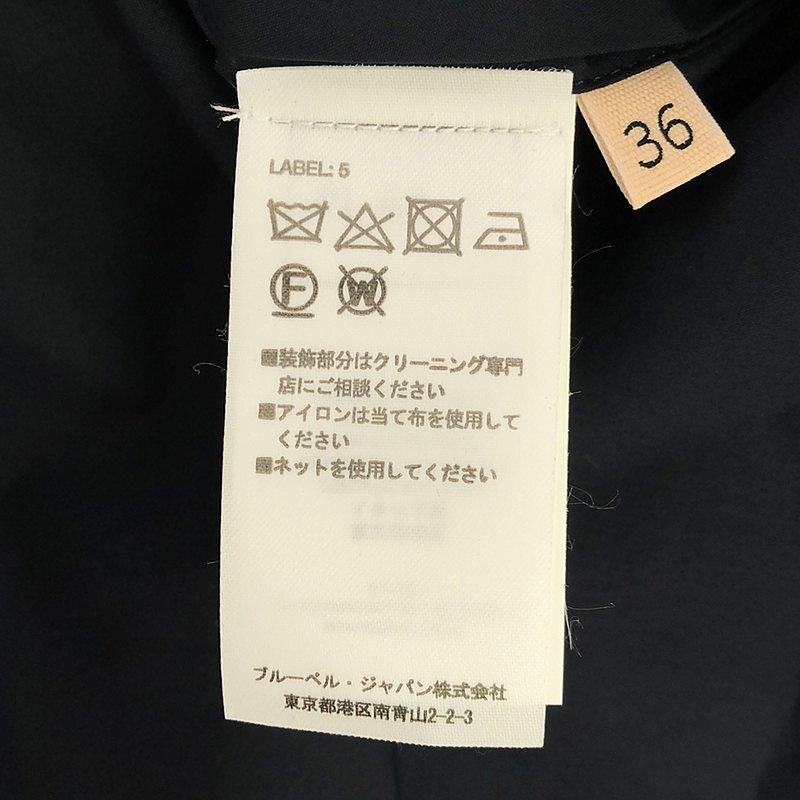 36
LABEL: 5
F W
■装飾部分はクリーニング専門
店にご相談ください
■アイロンは当て布を使用して
ください
■ネットを使用してください
ブルーベル・ジャパン株式会社
東京都港区南青山2-2-3